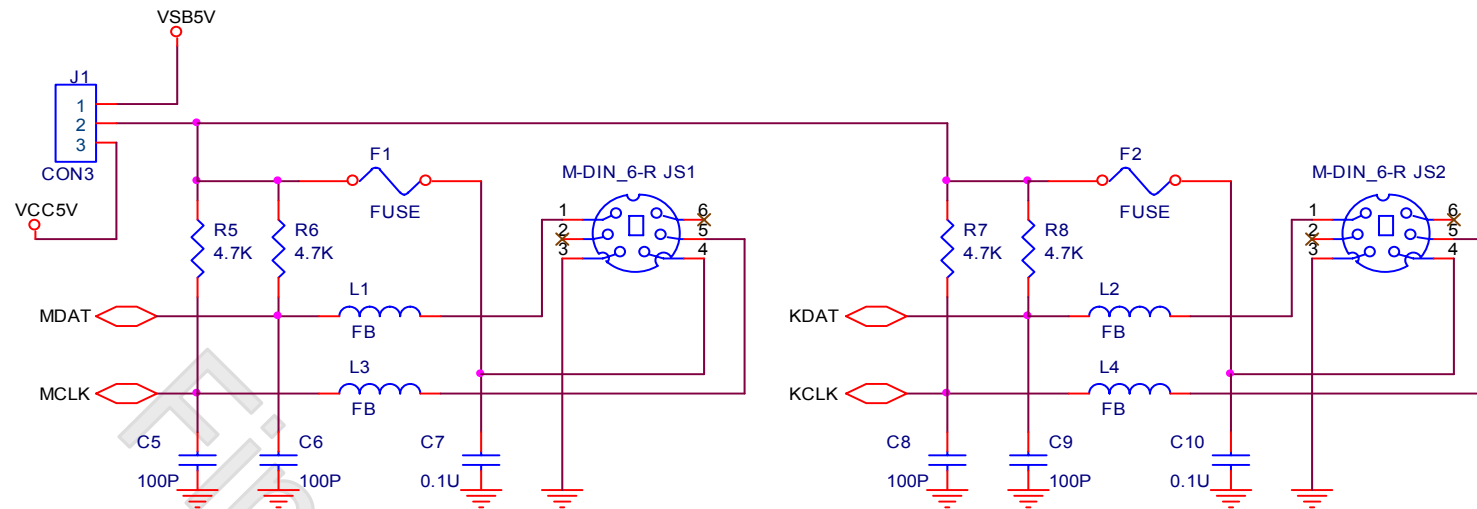 VSB5V
J1
1
2
3
CON3
VCC5V
F1
FUSE
M-DIN_6-R JS1
1
2
3
6
5
4
R5
4.7K
R6
4.7K
MDAT
L1
FB
MCLK
L3
FB
C5
100P
C6
100P
C7
0.1U
F2
FUSE
M-DIN_6-R JS2
1
2
3
6
5
4
R7
4.7K
R8
4.7K
KDAT
L2
FB
KCLK
L4
FB
C8
100P
C9
100P
C10
0.1U